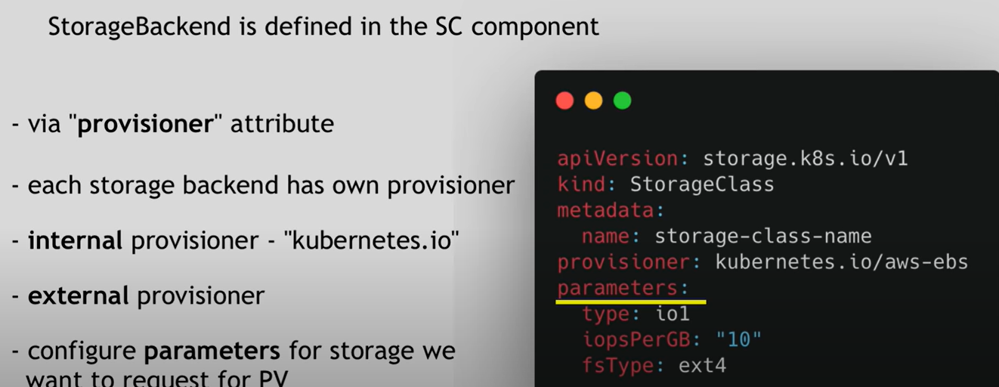 StorageBackend is defined in the SC component
- via "provisioner" attribute
- each storage backend has own provisioner
- internal provisioner - "kubernetes.io"
- external provisioner
- configure parameters for storage we
want to request for PV
apiVersion: storage.k8s.io/v1
kind: StorageClass
metadata:
  name: storage-class-name
provisioner: kubernetes.io/aws-ebs
parameters:
  type: io1
  iopsPerGB: "10"
  fsType: ext4